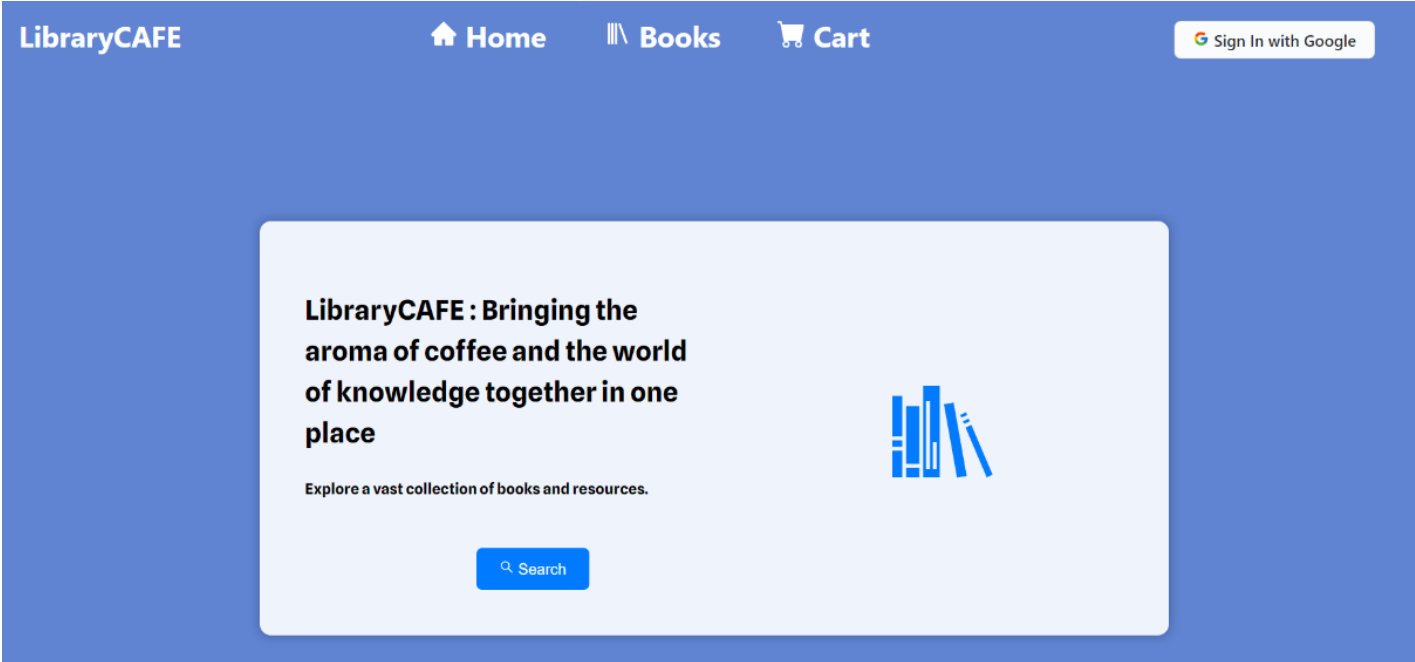 LibraryCAFE
Home
Books
Cart
Sign In with Google
LibraryCAFE : Bringing the
aroma of coffee and the world
of knowledge together in one
place
Explore a vast collection of books and resources.
Search